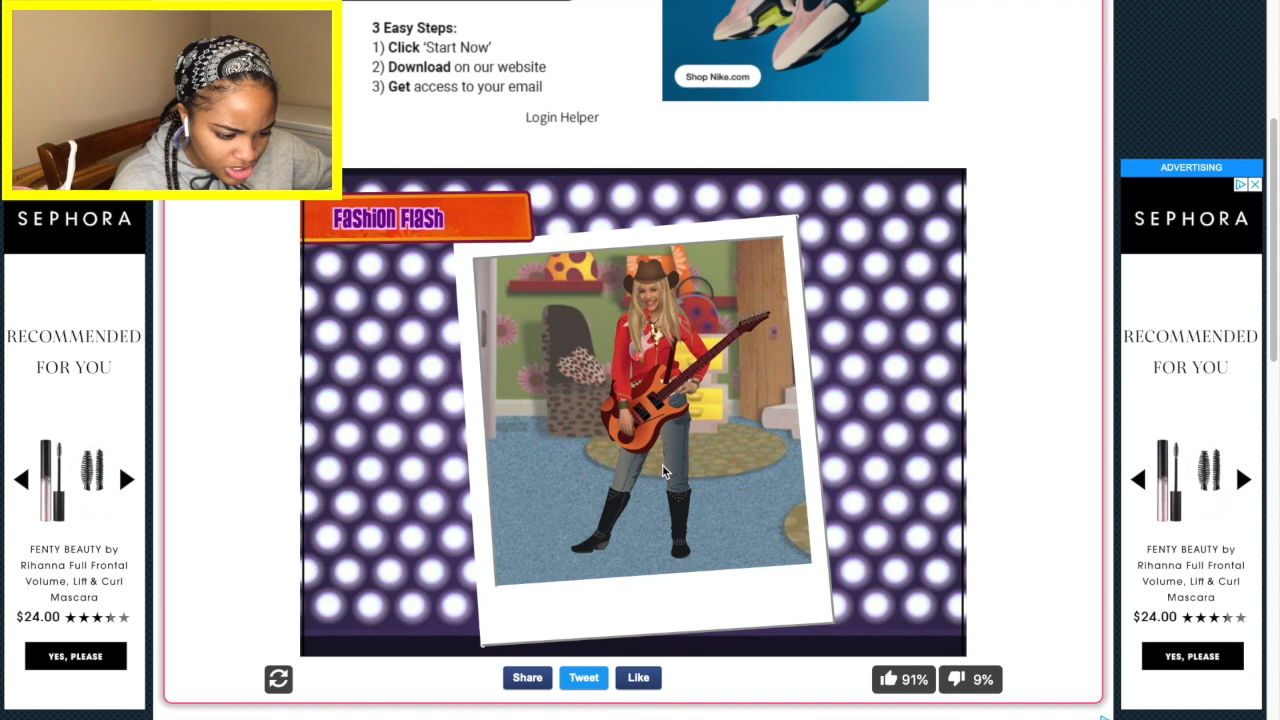 3 Easy Steps:
1) Click 'Start Now'
2) Download on our website
3) Get access to your email
Login Helper
Shop Nike.com
ADVERTISING
SEPHORA
RECOMMENDED
FOR YOU
FENTY BEAUTY by
Rihanna Full Frontal
Volume, Lift & Curl
Mascara
$24.00
YES, PLEASE
FaSHiON FlaSH
SEPHORA
RECOMMENDED
FOR YOU
FENTY BEAUTY by
Rihanna Full Frontal
Volume, Lift & Curl
Mascara
$24.00
YES, PLEASE
Share
Tweet
Like
91%
9%